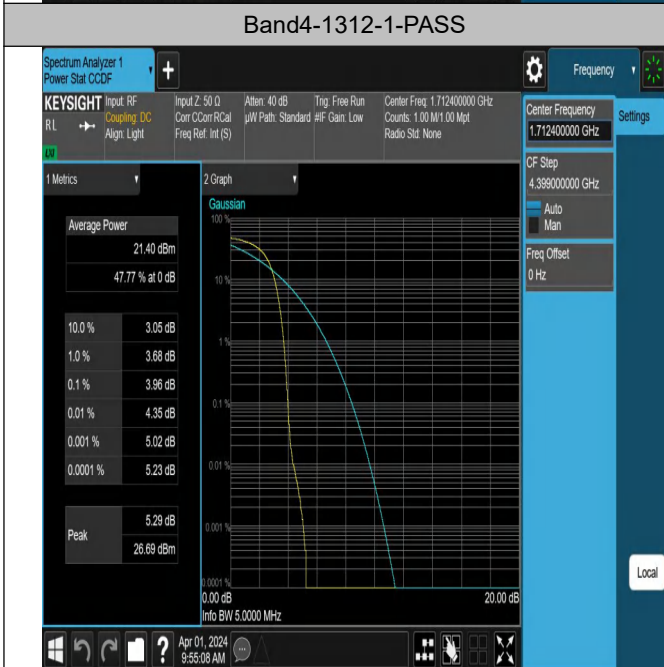 Band4-1312-1-PASS
Spectrum Analyzer 1
Power Stat CCDF
Frequency
KEYSIGHT
RL
LXI
Input: RF
Coupling: DC
Align: Light
Input Z: 50 Ω
Corr CCorr RCal
Freq Ref: Int (S)
Atten: 40 dB
µW Path: Standard
Trig: Free Run
#IF Gain: Low
Center Freq: 1.712400000 GHz
Counts: 1.00 M/1.00 Mpt
Radio Std: None
Center Frequency
1.712400000 GHz
Settings
CF Step
4.399000000 GHz
Auto
Man
Freq Offset
0 Hz
1 Metrics
Average Power
21.40 dBm
47.77 % at 0 dB
10.0 % 3.05 dB
1.0 % 3.68 dB
0.1 % 3.96 dB
0.01 % 4.35 dB
0.001 % 5.02 dB
0.0001 % 5.23 dB
Peak
5.29 dB
26.69 dBm
2 Graph
Gaussian
100 %
10 %
1 %
0.1 %
0.01 %
0.001 %
0.0001 %
0.00 dB
20.00 dB
Info BW 5.0000 MHz
Local
?
Apr 01, 2024
9:55:08 AM